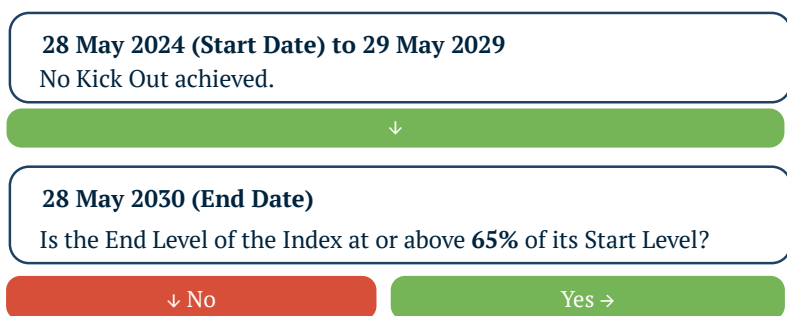 28 May 2024 (Start Date) to 29 May 2029
No Kick Out achieved.
↓
28 May 2030 (End Date)
Is the End Level of the Index at or above 65% of its Start Level?
↓ No
Yes →